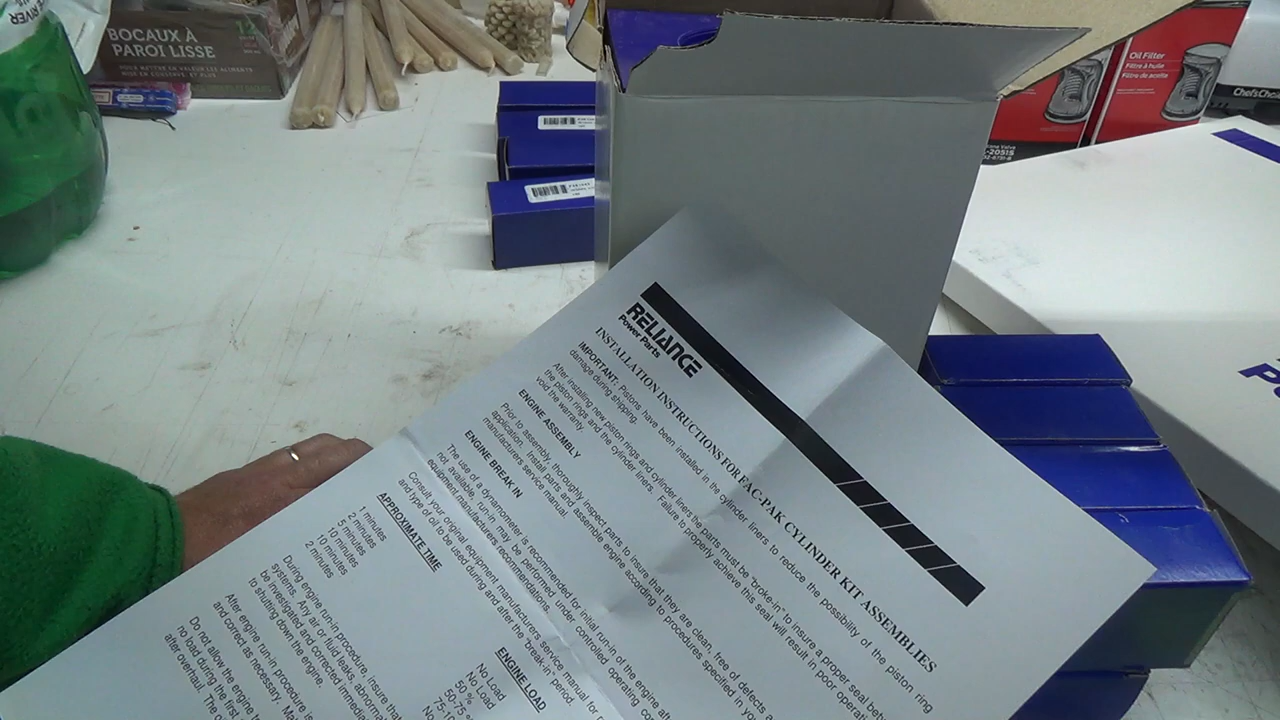 BOCAUX À
PAROI LISSE
Oil Filter
Filtre à huile
Filtro de aceite
RELIANCE
Power Parts
INSTALLATION INSTRUCTIONS FOR FAC-PAK CYLINDER KIT ASSEMBLIES
IMPORTANT: Pistons have been installed in the cylinder liners to reduce the possibility of the piston ring
damage during shipping.
After installing new piston rings and cylinder liners the parts must be "broke-in" to insure a proper seal
the piston rings and the cylinder liners. Failure to properly achieve this seal will result in poor
void the warranty.
ENGINE ASSEMBLY
Prior to assembly, thoroughly inspect parts to insure that they are clean, free of defects
application. Install parts and assemble engine according to procedures specified in
manufacturers service manual.
ENGINE BREAK IN
The use of a dynamometer is recommended for initial run-in of the engine
not available, run-in may be performed under controlled operating
equipment manufacturers recommendations.
Consult your original equipment manufacturers service manual for
and type of oil to be used during and after the "break-in" period.
APPROXIMATE TIME
ENGINE LOAD
2 minutes
5 minutes
10 minutes
10 minutes
2 minutes
No Load
No Load
50 %
During engine run-in procedure, insure
systems. Any air or fluid leaks,
be investigated and corrected
to shutting down the engine.
After engine run-in procedure is
and correct as necessary.
Do not allow the engine
no load during the first
after overhaul. The